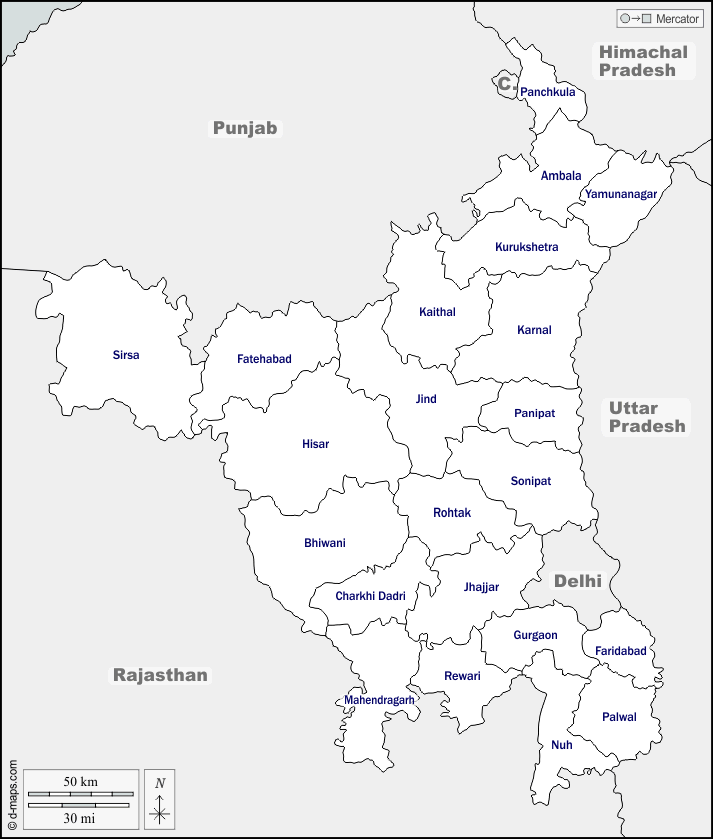 Mercator
Himachal
Pradesh
C.
Panchkula
Punjab
Ambala
Yamunanagar
Kurukshetra
Kaithal
Karnal
Sirsa
Fatehabad
Jind
Panipat
Uttar
Pradesh
Hisar
Sonipat
Rohtak
Bhiwani
Delhi
Charkhi Dadri
Jhajjar
Gurgaon
Faridabad
Rajasthan
Rewari
Mahendragarh
Palwal
Nuh
50 km
30 mi
N
© d-maps.com